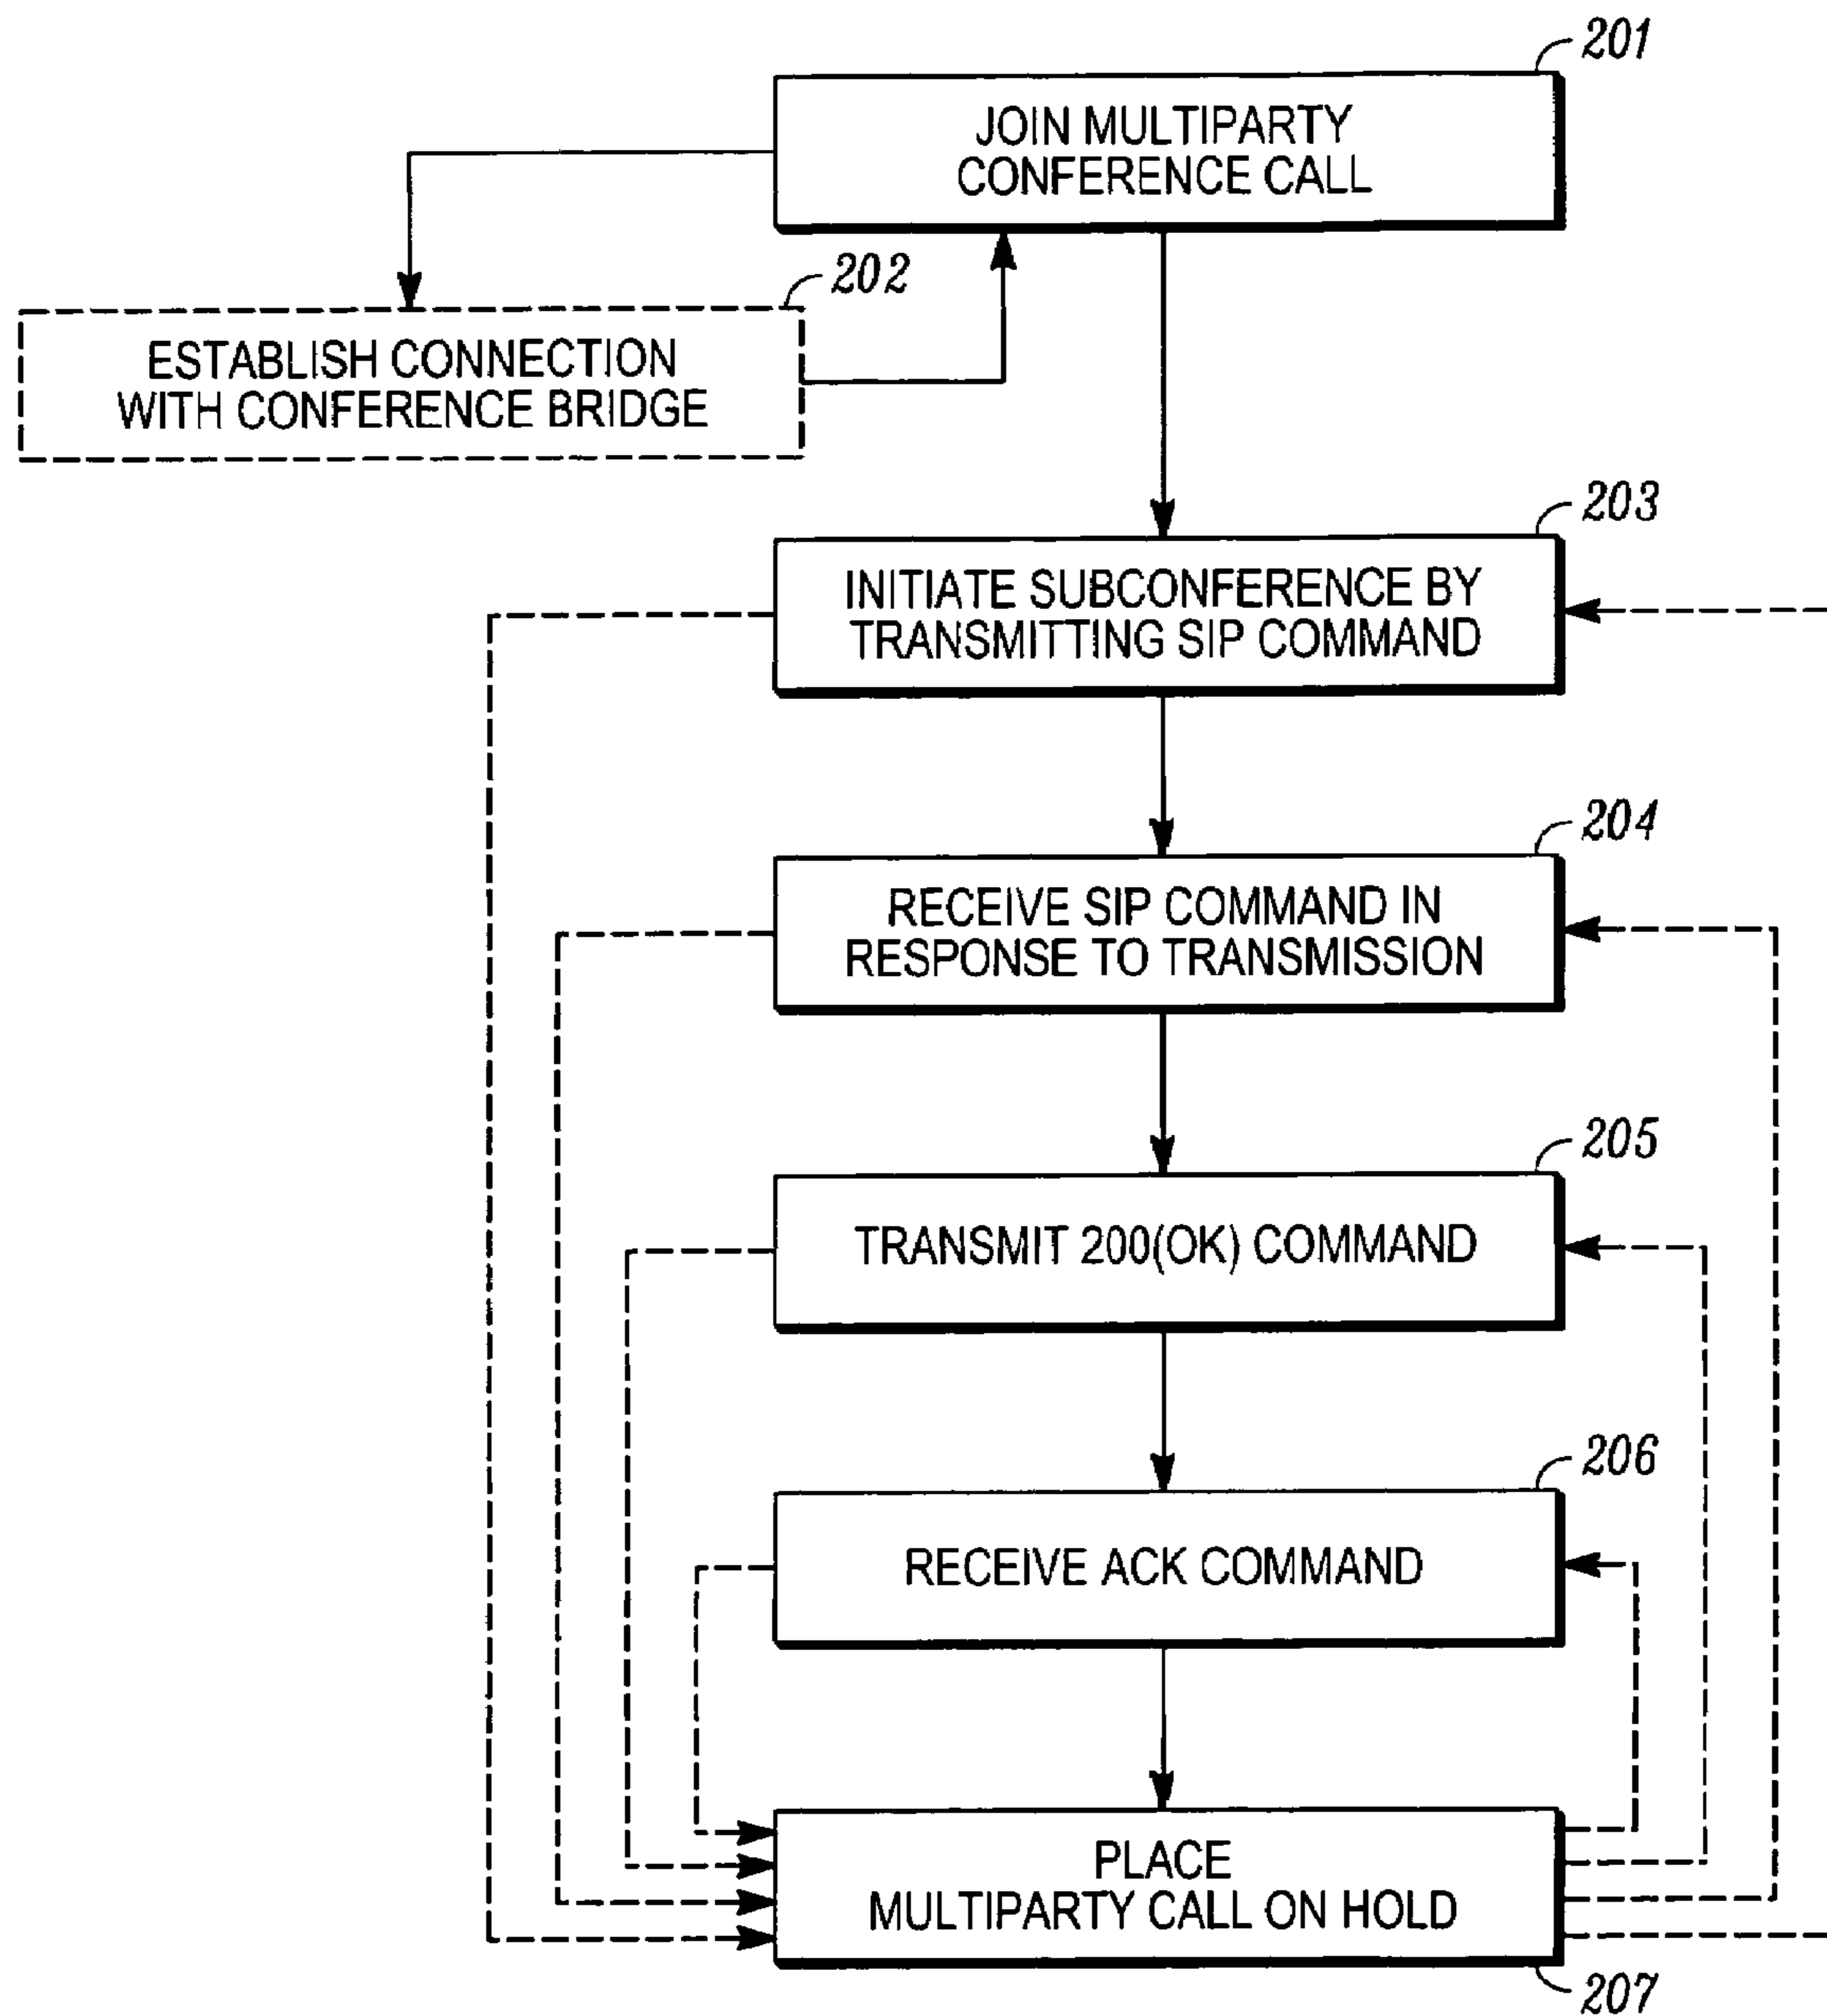 201
JOIN MULTIPARTY
CONFERENCE CALL
202
ESTABLISH CONNECTION
WITH CONFERENCE BRIDGE
203
INITIATE SUBCONFERENCE BY
TRANSMITTING SIP COMMAND
204
RECEIVE SIP COMMAND IN
RESPONSE TO TRANSMISSION
205
TRANSMIT 200(OK) COMMAND
206
RECEIVE ACK COMMAND
PLACE
MULTIPARTY CALL ON HOLD
207